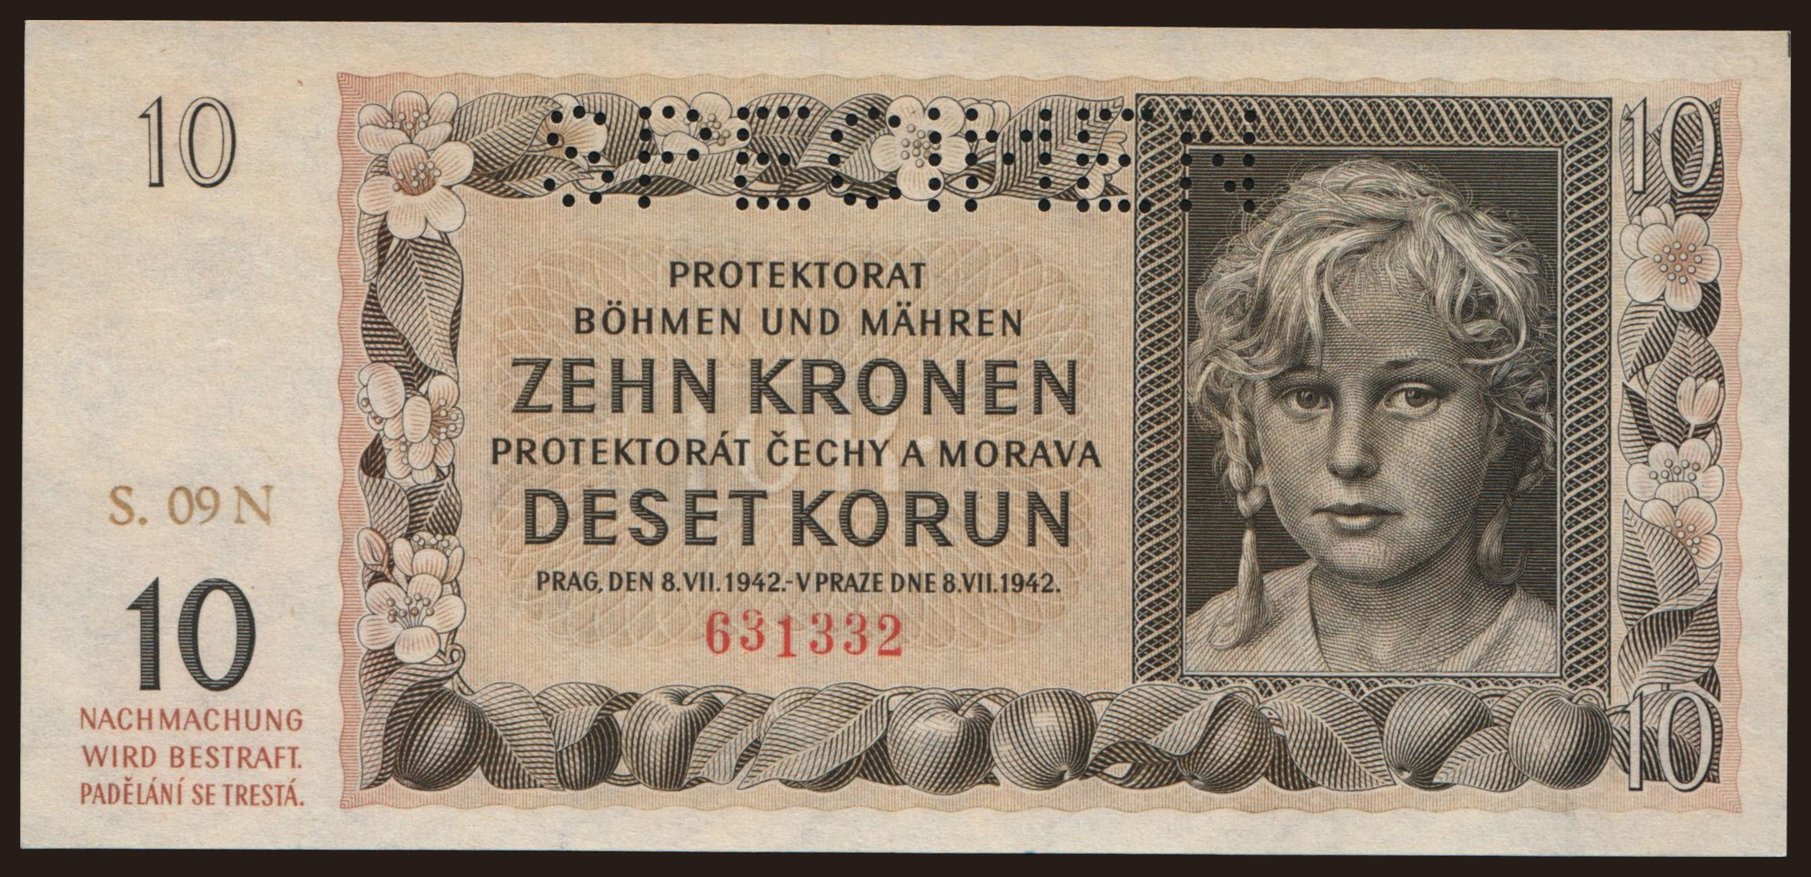 10
10
PROTEKTORAT
BÖHMEN UND MÄHREN
ZEHN KRONEN
PROTEKTORÁT ČECHY A MORAVA
DESET KORUN
PRAG, DEN 8.VII.1942.-V PRAZE DNE 8.VII.1942.
631332
S. 09 N
10
NACHMACHUNG
WIRD BESTRAFT.
PADĚLÁNÍ SE TRESTÁ.
10